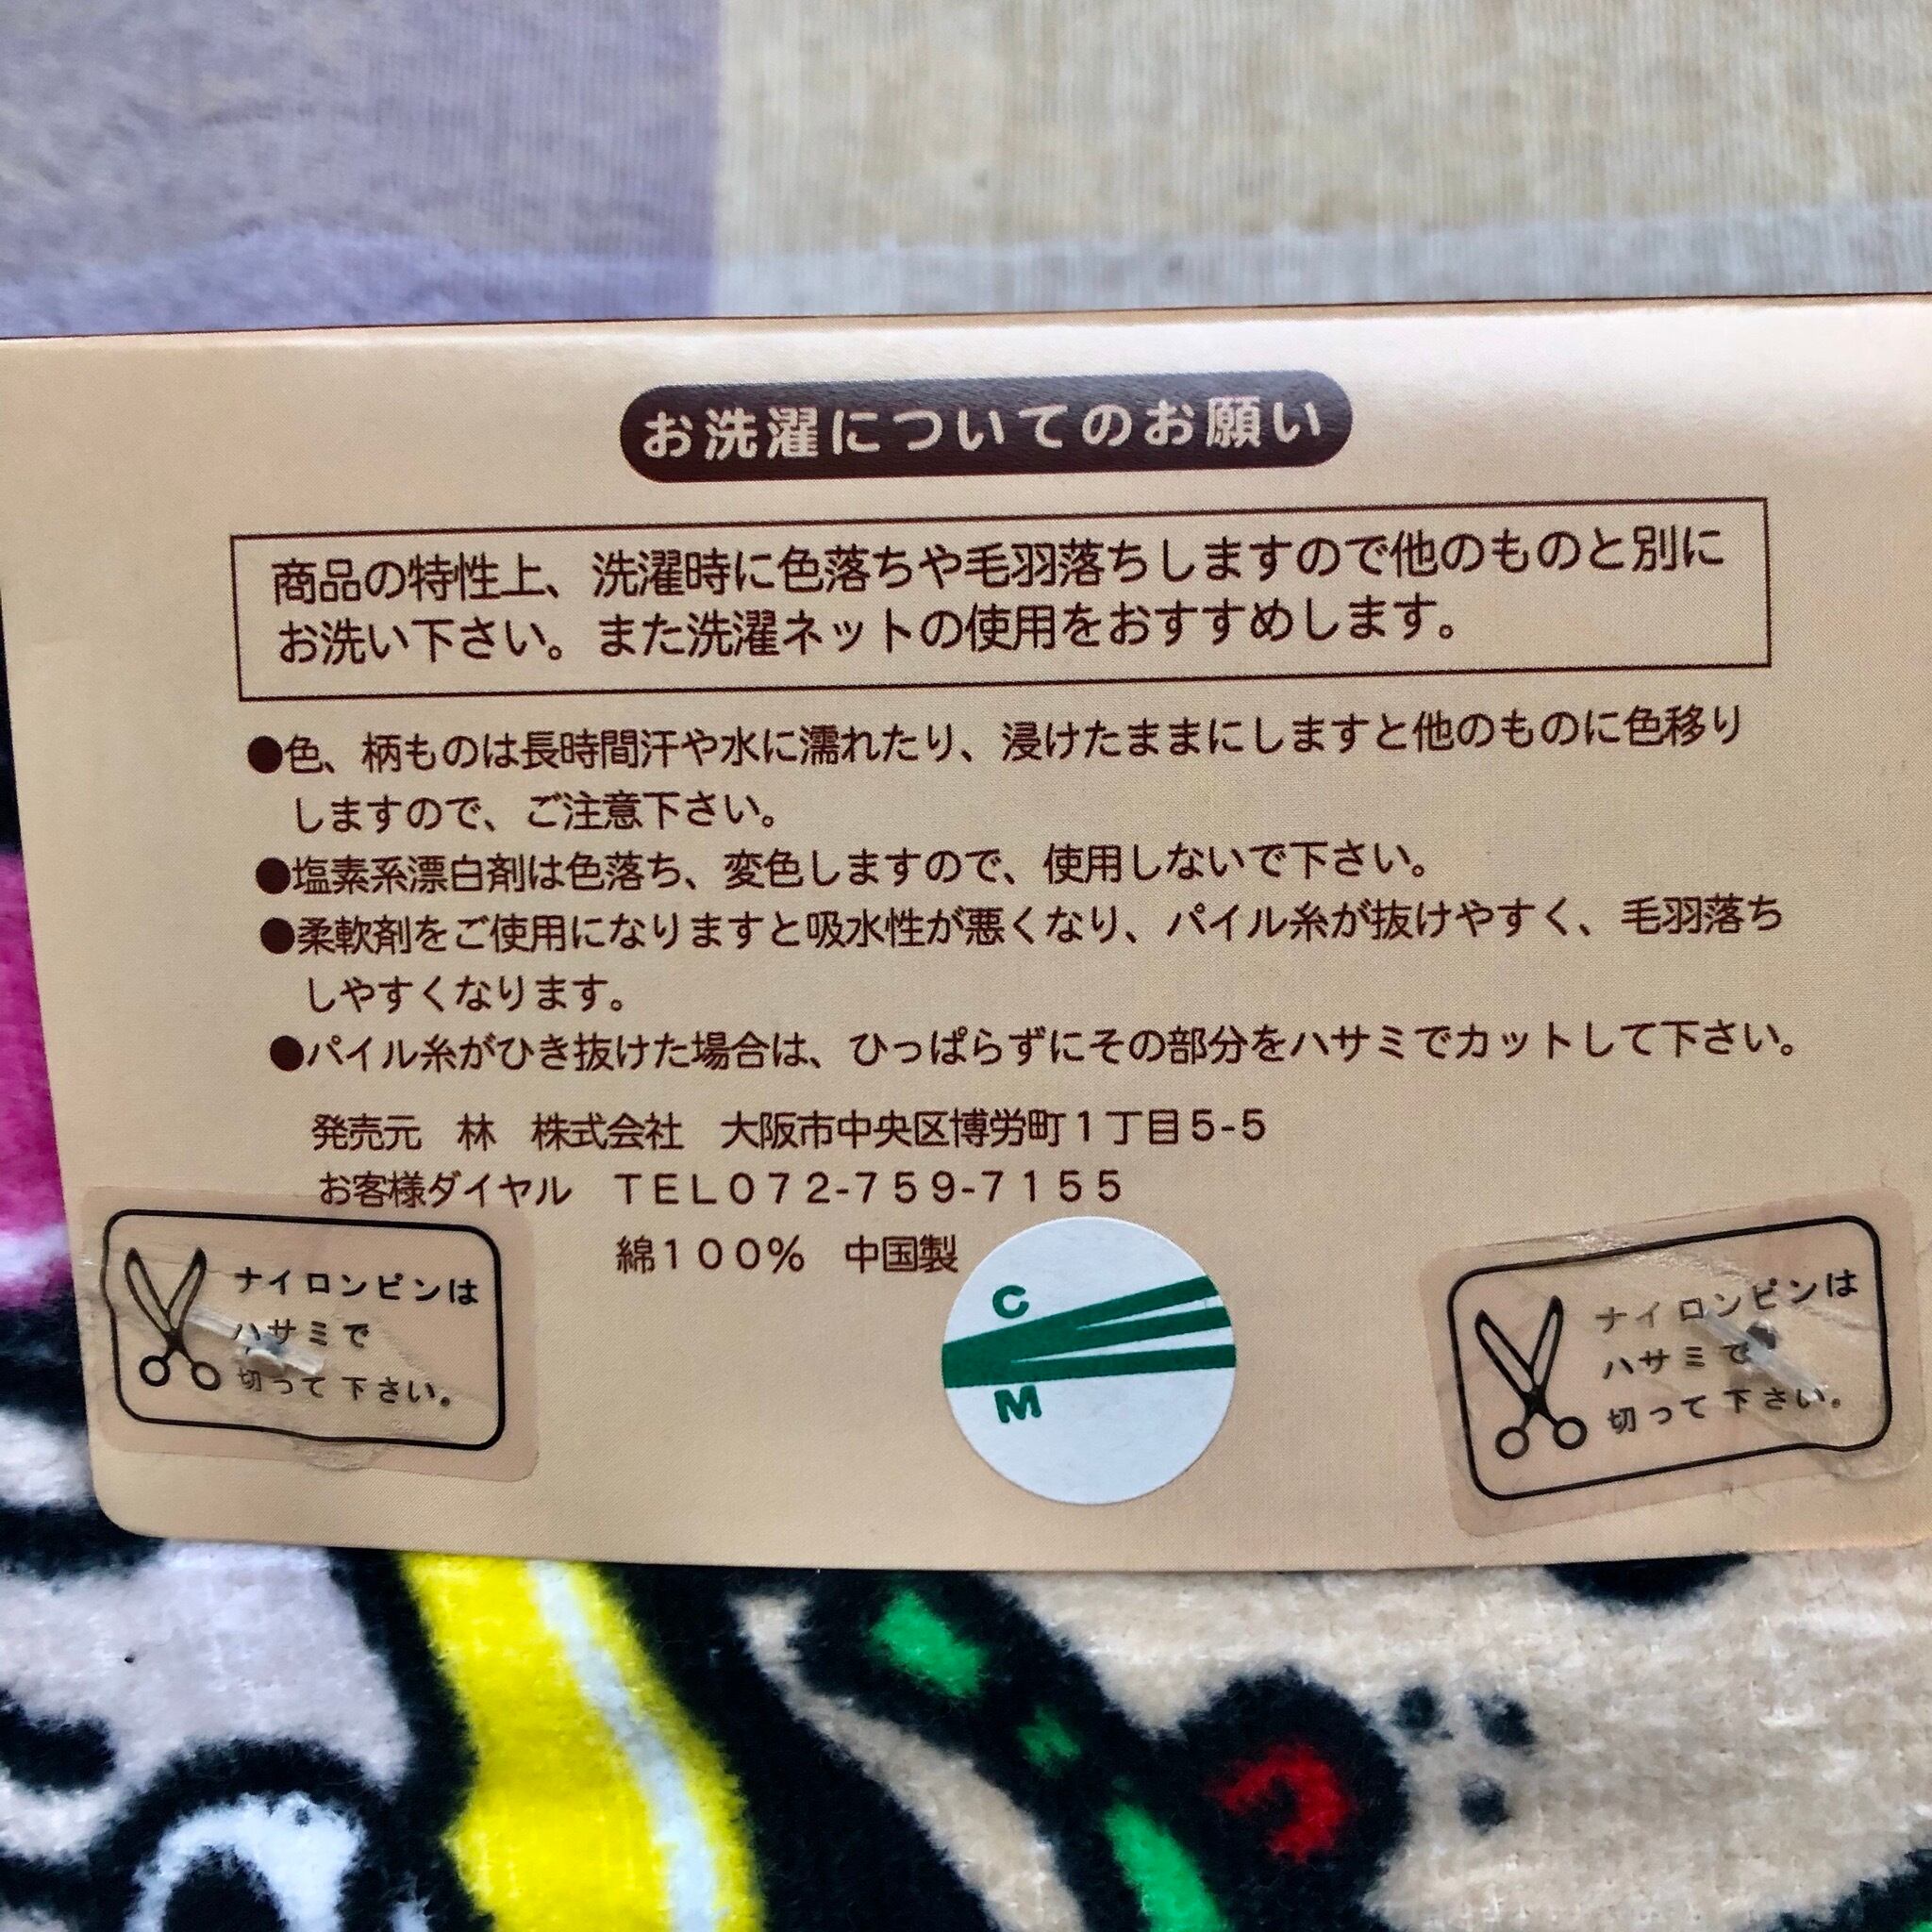 お洗濯についてのお願い
商品の特性上、洗濯時に色落ちや毛羽落ちしますので他のものと別に
お洗い下さい。また洗濯ネットの使用をおすすめします。
●色、柄ものは長時間汗や水に濡れたり、浸けたままにしますと他のものに色移り
しますので、ご注意下さい。
●塩素系漂白剤は色落ち、変色しますので、使用しないで下さい。
●柔軟剤をご使用になりますと吸水性が悪くなり、パイル糸が抜けやすく、毛羽落ち
しやすくなります。
●パイル糸がひき抜けた場合は、ひっぱらずにその部分をハサミでカットして下さい。
発売元　林　株式会社　大阪市中央区博労町1丁目5-5
お客様ダイヤル　TEL072-759-7155
綿100%　中国製
ナイロンピンは
ハサミで
切って下さい。
C
M
ナイロンピンは
ハサミで
切って下さい。